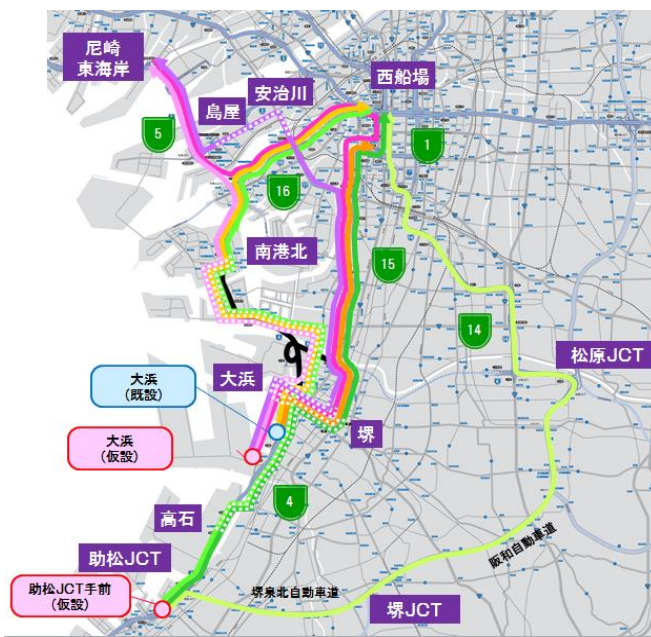 尼崎
東海岸
安治川
西船場
島屋
5
1
16
南港北
15
14
松原JCT
大浜
（既設）
大浜
堺
大浜
（仮設）
4
高石
阪和自動車道
助松JCT
助松JCT手前
（仮設）
堺泉北自動車道
堺JCT